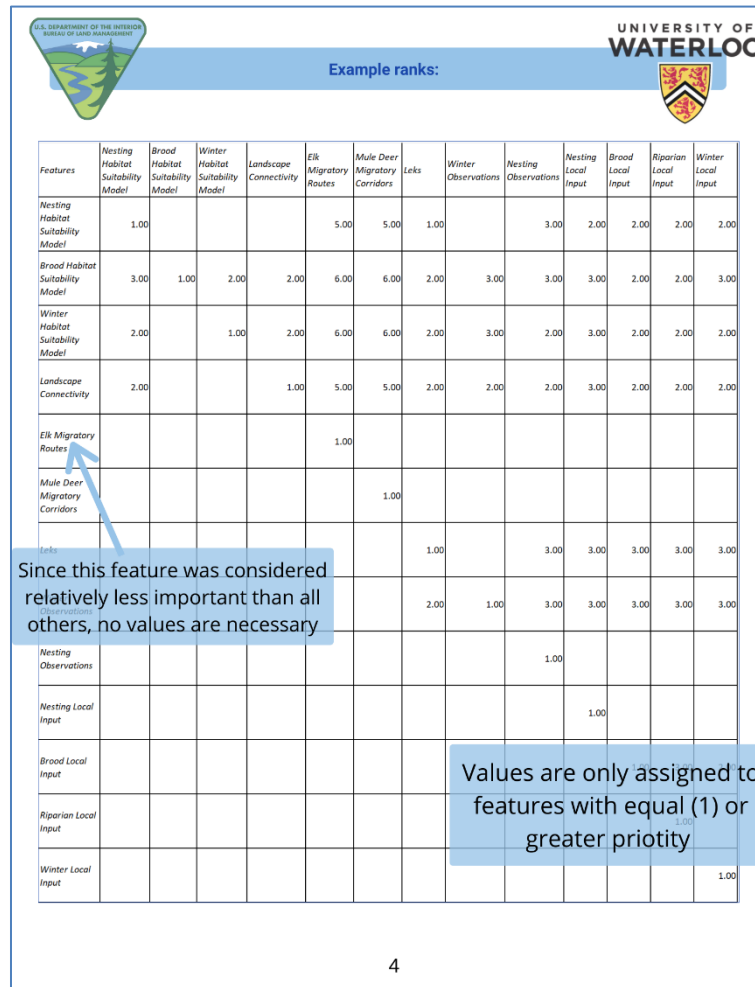 U.S. DEPARTMENT OF THE INTERIOR
BUREAU OF LAND MANAGEMENT
UNIVERSITY OF
WATERLOO
Example ranks:
Features Nesting Habitat Suitability Model Brood Habitat Suitability Model Winter Habitat Suitability Model Landscape Connectivity Elk Migratory Routes Mule Deer Migratory Corridors Leks Winter Observations Nesting Observations Nesting Local Input Brood Local Input Riparian Local Input Winter Local Input
Nesting Habitat Suitability Model 1.00 5.00 5.00 1.00 3.00 2.00 2.00 2.00 2.00
Brood Habitat Suitability Model 3.00 1.00 2.00 2.00 6.00 6.00 2.00 3.00 3.00 3.00 2.00 2.00 3.00
Winter Habitat Suitability Model 2.00 1.00 2.00 6.00 6.00 2.00 3.00 2.00 3.00 2.00 2.00 2.00
Landscape Connectivity 2.00 1.00 5.00 5.00 2.00 2.00 2.00 3.00 2.00 2.00 2.00
Elk Migratory Routes 1.00
Mule Deer Migratory Corridors 1.00
Leks 1.00 3.00 3.00 3.00 3.00 3.00
Observations 2.00 1.00 3.00 3.00 3.00 3.00 3.00
Since this feature was considered
relatively less important than all
others, no values are necessary
Nesting Observations 1.00
Nesting Local Input 1.00
Brood Local Input 1.00
Riparian Local Input 1.00
Winter Local Input 1.00
Values are only assigned to
features with equal (1) or
greater priotity
4